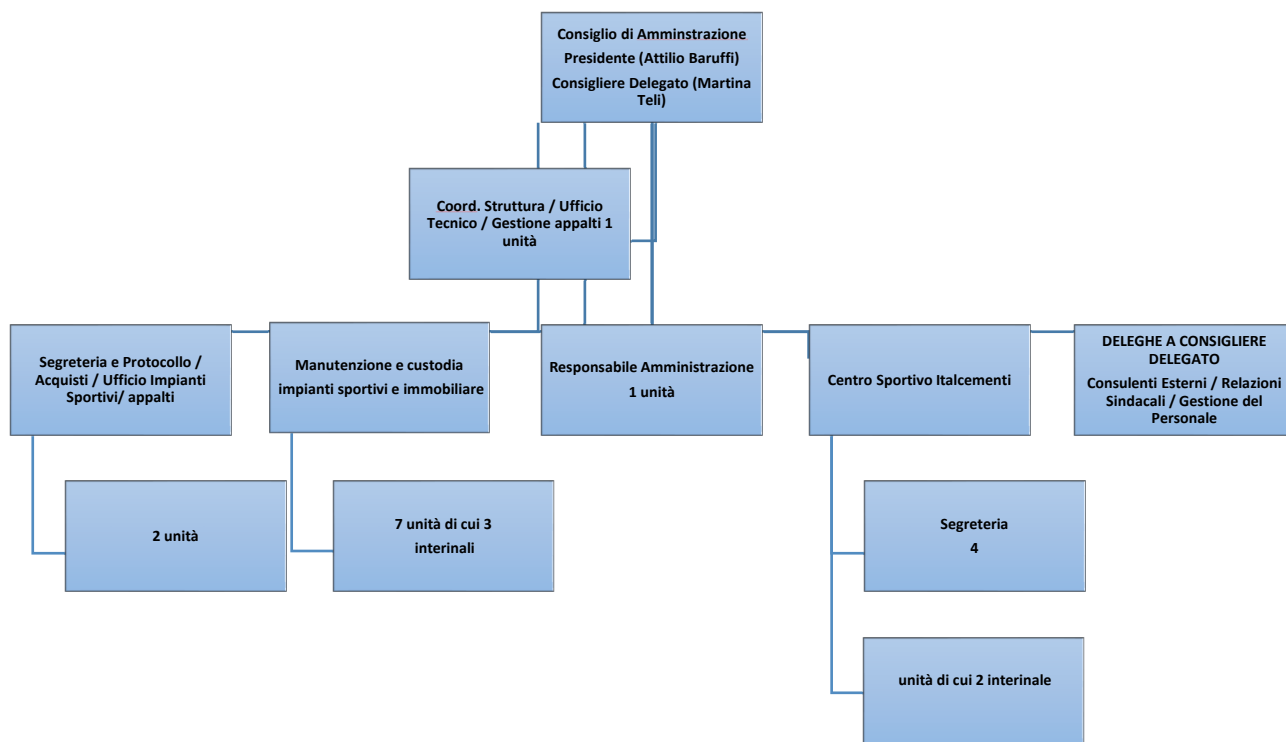 Consiglio di Amminstrazione
Presidente (Attilio Baruffi)
Consigliere Delegato (Martina
Teli)
Coord. Struttura / Ufficio
Tecnico / Gestione appalti 1
unità
Segreteria e Protocollo /
Acquisti / Ufficio Impianti
Sportivi/ appalti
Manutenzione e custodia
impianti sportivi e immobiliare
Responsabile Amministrazione
1 unità
Centro Sportivo Italcementi
DELEGHE A CONSIGLIERE
DELEGATO
Consulenti Esterni / Relazioni
Sindacali / Gestione del
Personale
2 unità
7 unità di cui 3
interinali
Segreteria
4
unità di cui 2 interinale